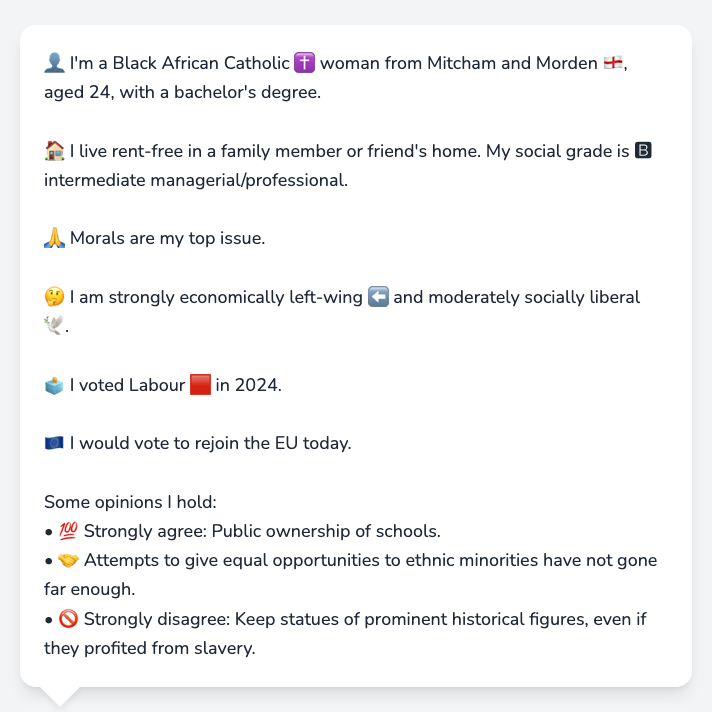 👤 I'm a Black African Catholic ✝️ woman from Mitcham and Morden 🏴󠁧󠁢󠁥󠁮󠁧󠁿,
aged 24, with a bachelor's degree.
🏠 I live rent-free in a family member or friend's home. My social grade is 🅱
intermediate managerial/professional.
🙏 Morals are my top issue.
🤔 I am strongly economically left-wing ⬅️ and moderately socially liberal
🕊️.
🗳️ I voted Labour 🟥 in 2024.
🇪🇺 I would vote to rejoin the EU today.
Some opinions I hold:
• 💯 Strongly agree: Public ownership of schools.
• 🤝 Attempts to give equal opportunities to ethnic minorities have not gone
far enough.
• 🚫 Strongly disagree: Keep statues of prominent historical figures, even if
they profited from slavery.